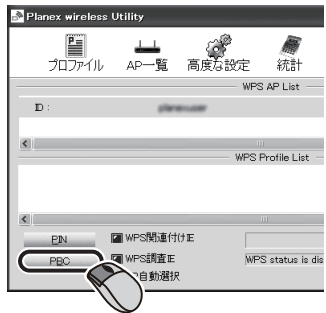 Planex wireless Utility
プロファイル AP一覧 高度な設定 統計
WPS AP List
ID :
WPS Profile List
PIN WPS関連付けIE
PBC WPS調査IE WPS status is dis
自動選択